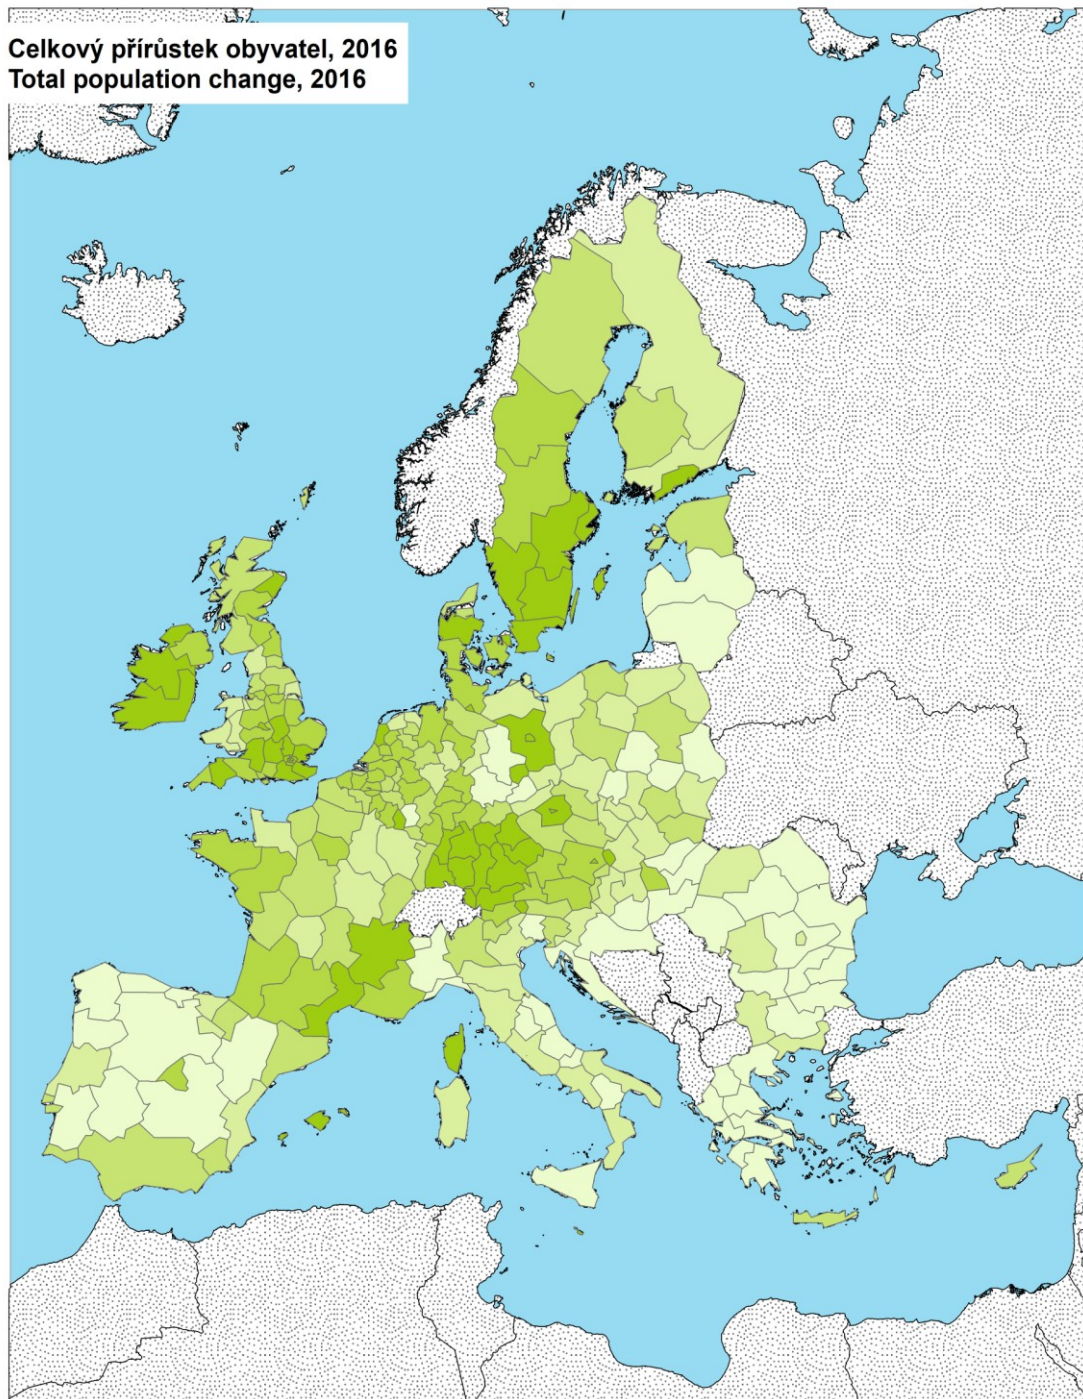 Celkový přírůstek obyvatel, 2016
Total population change, 2016